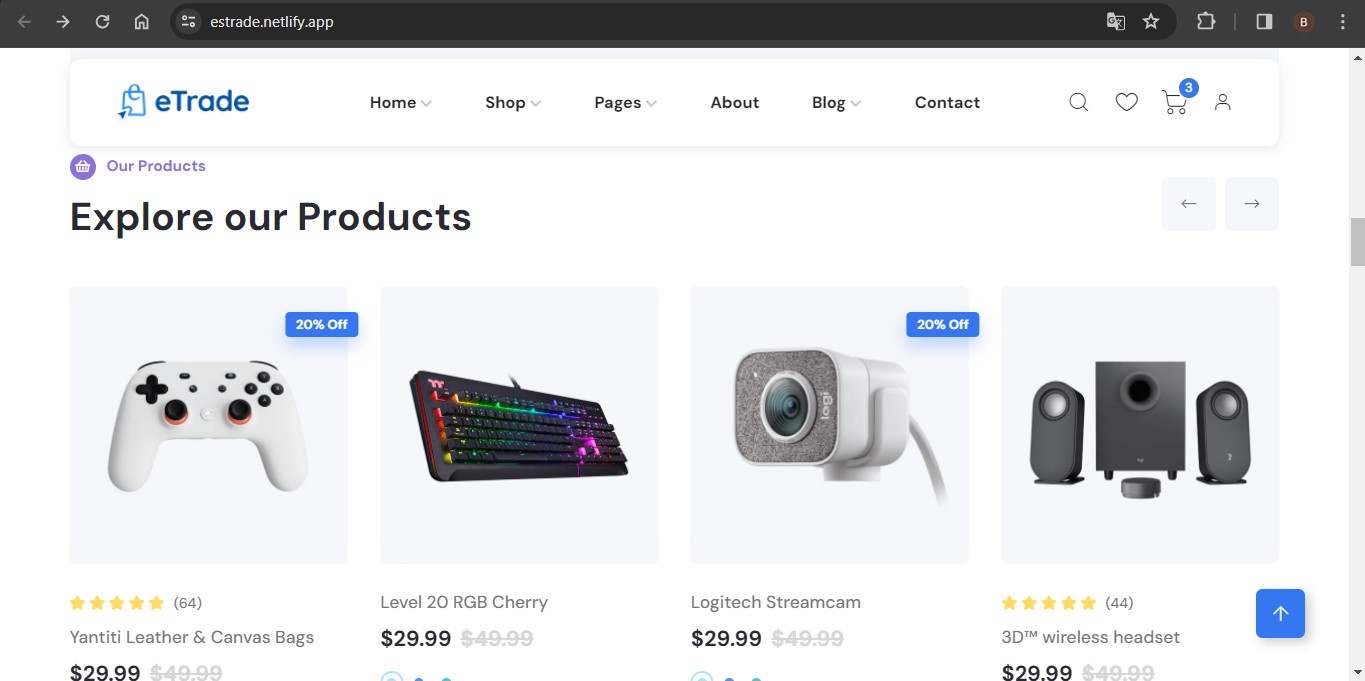 estrade.netlify.app
B
eTrade
Home
Shop
Pages
About
Blog
Contact
3
Our Products
Explore our Products
20% Off
20% Off
logi
(64)
Yantiti Leather & Canvas Bags
$29.99 $49.99
Level 20 RGB Cherry
$29.99 $49.99
Logitech Streamcam
$29.99 $49.99
(44)
3D™ wireless headset
$29.99 $49.99